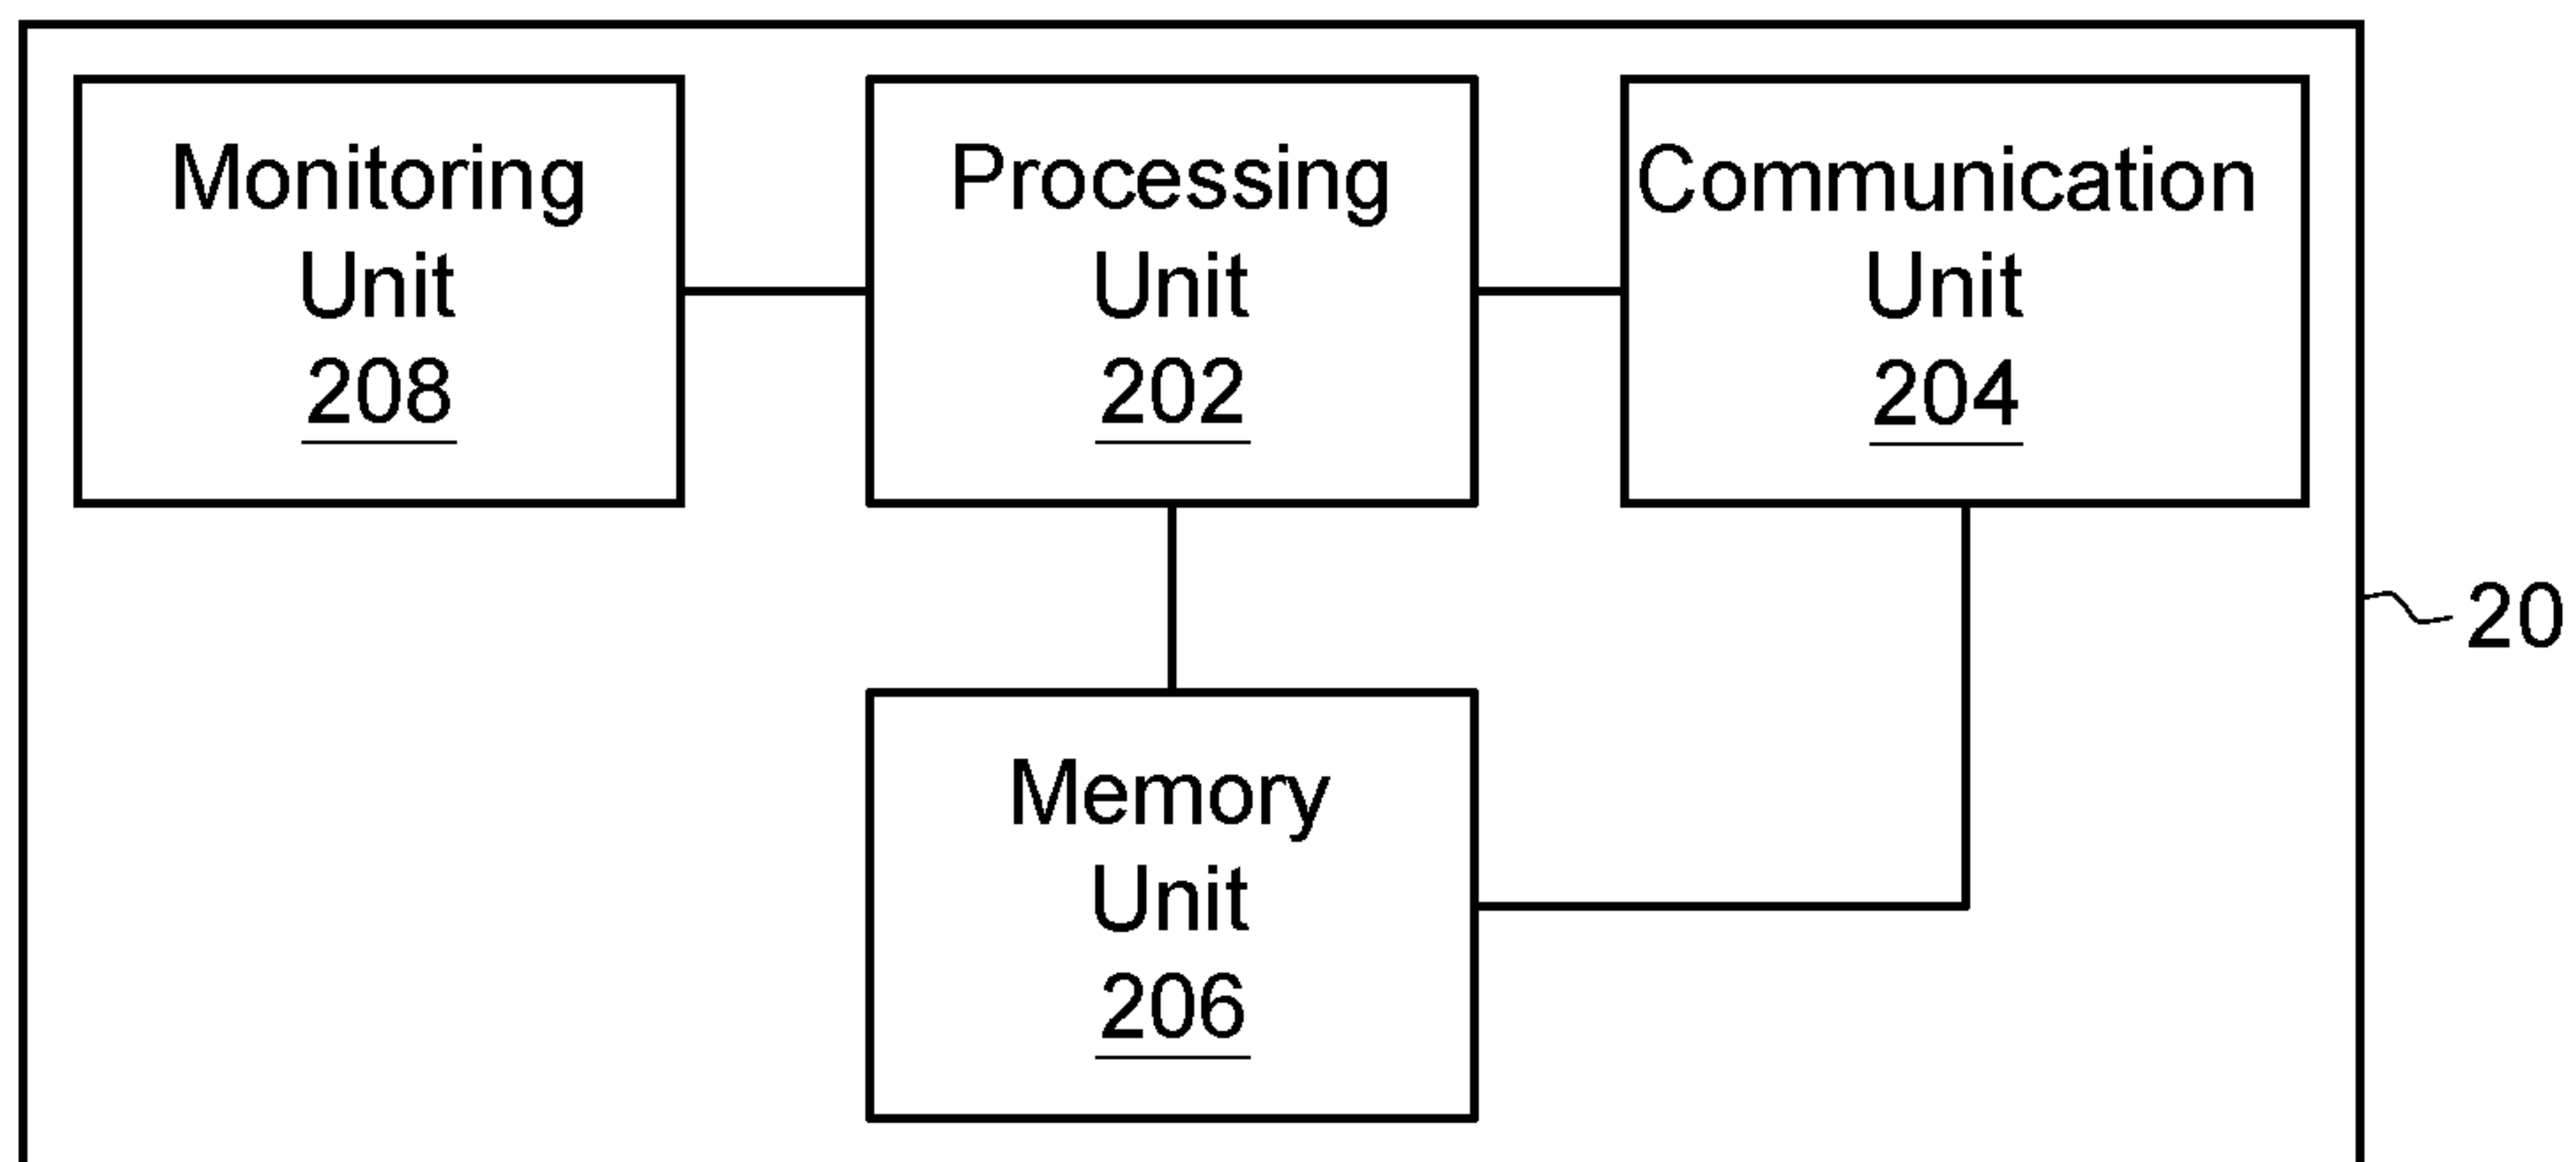 Monitoring
Unit
208
Processing
Unit
202
Communication
Unit
204
20
Memory
Unit
206